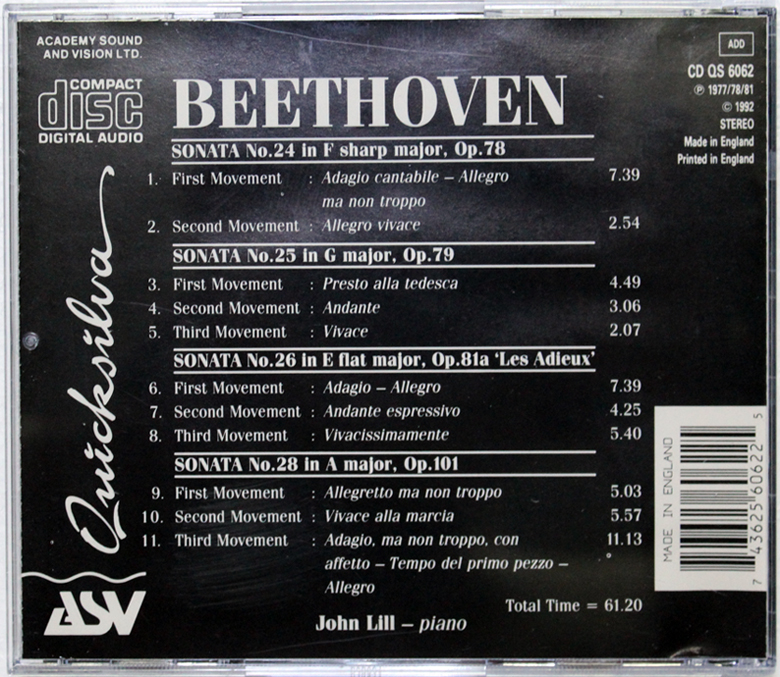 ACADEMY SOUND
AND VISION LTD.
COMPACT
disc
DIGITAL AUDIO
BEETHOVEN
ADD
CD QS 6062
℗ 1977/78/81
© 1992
STEREO
Made in England
Printed in England
SONATA No.24 in F sharp major, Op.78
1. First Movement : Adagio cantabile – Allegro 7.39
ma non troppo
2. Second Movement : Allegro vivace 2.54
SONATA No.25 in G major, Op.79
3. First Movement : Presto alla tedesca 4.49
4. Second Movement : Andante 3.06
5. Third Movement : Vivace 2.07
SONATA No.26 in E flat major, Op.81a ‘Les Adieux’
6. First Movement : Adagio – Allegro 7.39
7. Second Movement : Andante espressivo 4.25
8. Third Movement : Vivacissimamente 5.40
SONATA No.28 in A major, Op.101
9. First Movement : Allegretto ma non troppo 5.03
10. Second Movement : Vivace alla marcia 5.57
11. Third Movement : Adagio, ma non troppo, con 11.13
affetto – Tempo del primo pezzo –
Allegro
Total Time = 61.20
John Lill – piano
Quicksilva
ASV
MADE IN ENGLAND
7 43625 60622 5